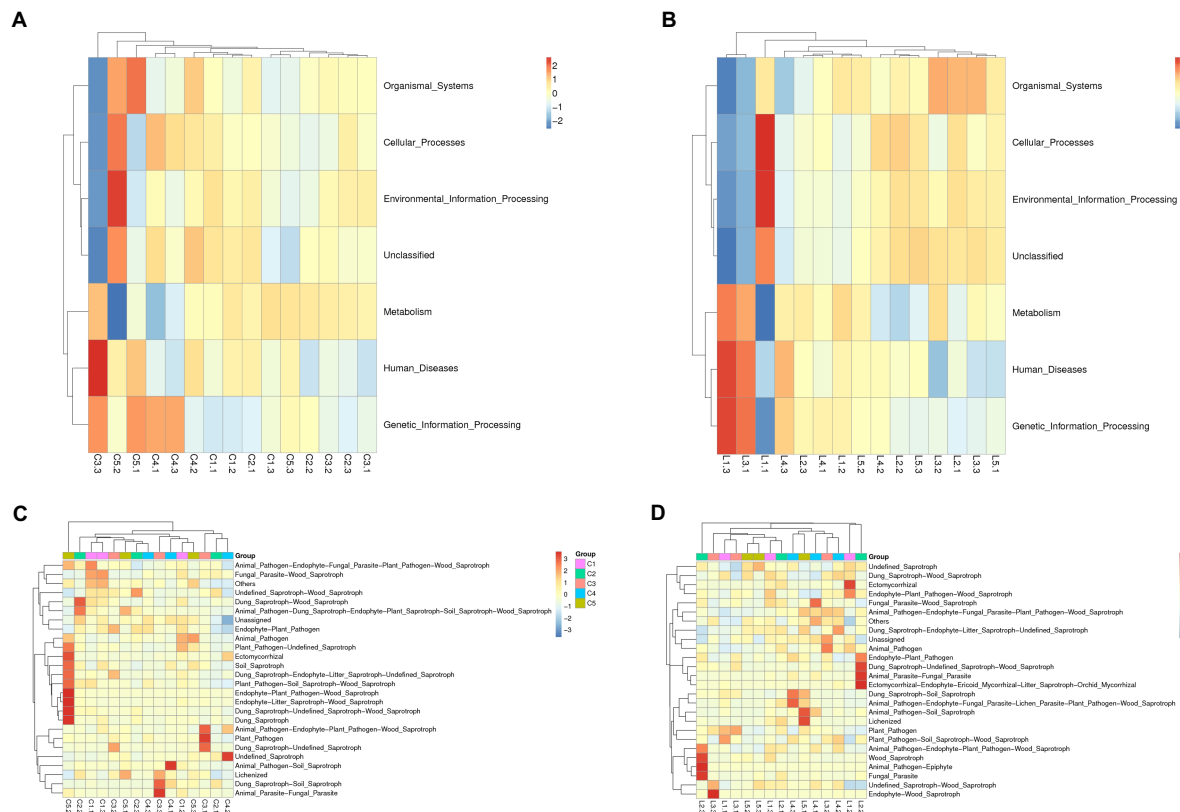 A
2
1
0
−1
−2
Organismal_Systems
Cellular_Processes
Environmental_Information_Processing
Unclassified
Metabolism
Human_Diseases
Genetic_Information_Processing
C3.3 C5.2 C5.1 C4.1 C4.3 C4.2 C1.1 C1.2 C2.1 C1.3 C5.3 C2.2 C3.2 C2.3 C3.1
B
Organismal_Systems
Cellular_Processes
Environmental_Information_Processing
Unclassified
Metabolism
Human_Diseases
Genetic_Information_Processing
L1.3 L3.1 L1.1 L4.3 L2.3 L4.1 L1.2 L5.2 L4.2 L2.2 L5.3 L3.2 L2.1 L3.3 L5.1
C
Group
Animal_Pathogen−Endophyte−Fungal_Parasite−Plant_Pathogen−Wood_Saprotroph
Fungal_Parasite−Wood_Saprotroph
Others
Undefined_Saprotroph−Wood_Saprotroph
Dung_Saprotroph−Wood_Saprotroph
Animal_Pathogen−Dung_Saprotroph−Endophyte−Plant_Saprotroph−Soil_Saprotroph−Wood_Saprotroph
Unassigned
Endophyte−Plant_Pathogen
Animal_Pathogen
Plant_Pathogen−Undefined_Saprotroph
Ectomycorrhizal
Soil_Saprotroph
Dung_Saprotroph−Endophyte−Litter_Saprotroph−Undefined_Saprotroph
Plant_Pathogen−Soil_Saprotroph−Wood_Saprotroph
Endophyte−Plant_Pathogen−Wood_Saprotroph
Endophyte−Litter_Saprotroph−Wood_Saprotroph
Dung_Saprotroph−Undefined_Saprotroph−Wood_Saprotroph
Dung_Saprotroph
Animal_Pathogen−Endophyte−Plant_Pathogen−Wood_Saprotroph
Plant_Pathogen
Dung_Saprotroph−Undefined_Saprotroph
Undefined_Saprotroph
Animal_Pathogen−Soil_Saprotroph
Lichenized
Dung_Saprotroph−Soil_Saprotroph
Animal_Parasite−Fungal_Parasite
3
2
1
0
−1
−2
−3
Group
C1
C2
C3
C4
C5
D
Group
Undefined_Saprotroph
Dung_Saprotroph−Wood_Saprotroph
Ectomycorrhizal
Endophyte−Plant_Pathogen−Wood_Saprotroph
Fungal_Parasite−Wood_Saprotroph
Animal_Pathogen−Endophyte−Fungal_Parasite−Plant_Pathogen−Wood_Saprotroph
Others
Dung_Saprotroph−Endophyte−Litter_Saprotroph−Undefined_Saprotroph
Unassigned
Animal_Pathogen
Endophyte−Plant_Pathogen
Dung_Saprotroph−Undefined_Saprotroph−Wood_Saprotroph
Animal_Parasite−Fungal_Parasite
Ectomycorrhizal−Endophyte−Ericoid_Mycorrhizal−Litter_Saprotroph−Orchid_Mycorrhizal
Dung_Saprotroph−Soil_Saprotroph
Animal_Pathogen−Endophyte−Fungal_Parasite−Lichen_Parasite−Plant_Pathogen−Wood_Saprotroph
Animal_Pathogen−Soil_Saprotroph
Lichenized
Plant_Pathogen
Plant_Pathogen−Soil_Saprotroph−Wood_Saprotroph
Animal_Pathogen−Endophyte−Plant_Pathogen−Wood_Saprotroph
Wood_Saprotroph
Animal_Pathogen−Epiphyte
Fungal_Parasite
Undefined_Saprotroph−Wood_Saprotroph
Endophyte−Wood_Saprotroph